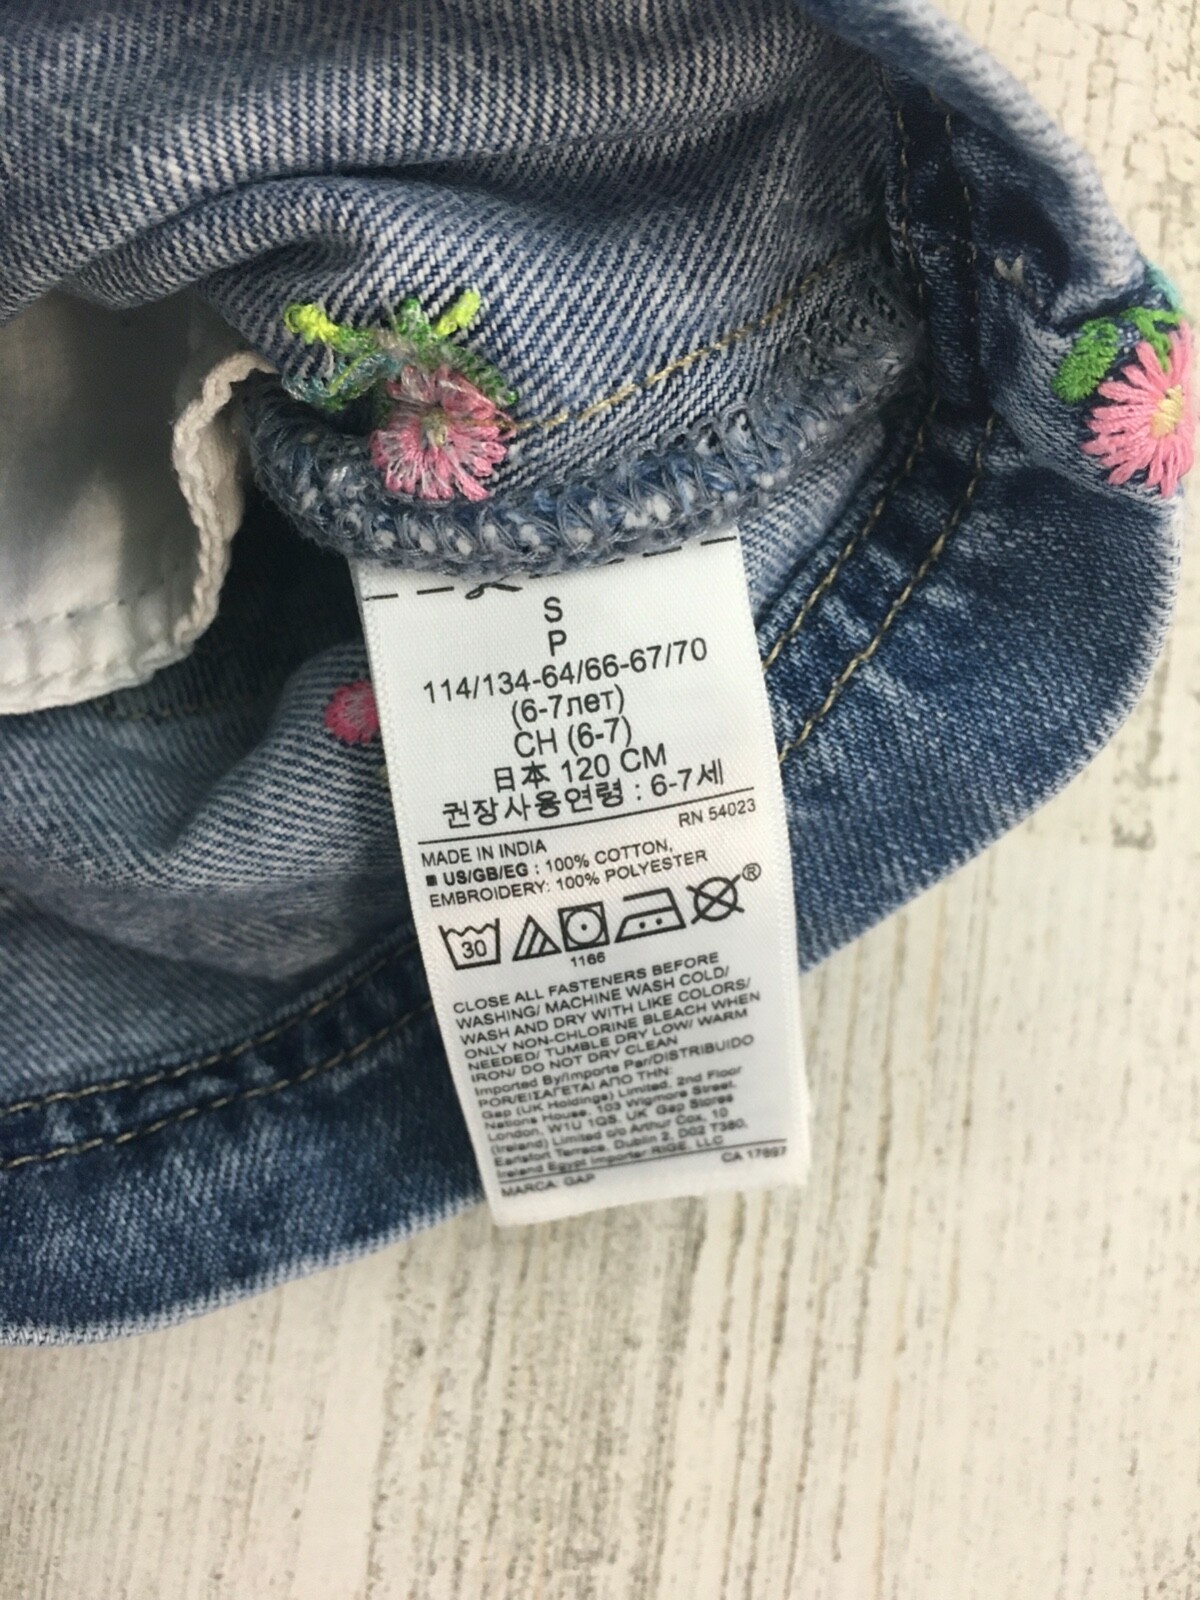 S
P
114/134-64/66-67/70
(6-7лет)
CH (6-7)
日本 120 CM
권장사용연령 : 6-7세
RN 54023
MADE IN INDIA
■ US/GB/EG : 100% COTTON,
EMBROIDERY: 100% POLYESTER
®
30
1166
CLOSE ALL FASTENERS BEFORE
WASHING/ MACHINE WASH COLD/
WASH AND DRY WITH LIKE COLORS/
ONLY NON-CHLORINE BLEACH WHEN
NEEDED/ TUMBLE DRY LOW/ WARM
IRON/ DO NOT DRY CLEAN
Imported By/Importe Par/DISTRIBUIDO
POR/ΕΙΣΑΓΕΤΑΙ ΑΠΟ ΤΗΝ:
Gap (UK Holdings) Limited, 2nd Floor
Nations House, 103 Wigmore Street,
London, W1U 1QS, UK Gap Stores
(Ireland) Limited c/o Arthur Cox, 10
Earlsfort Terrace, Dublin 2, D02 T380,
Ireland Egypt Importer RIGE, LLC
CA 17897
MARCA: GAP